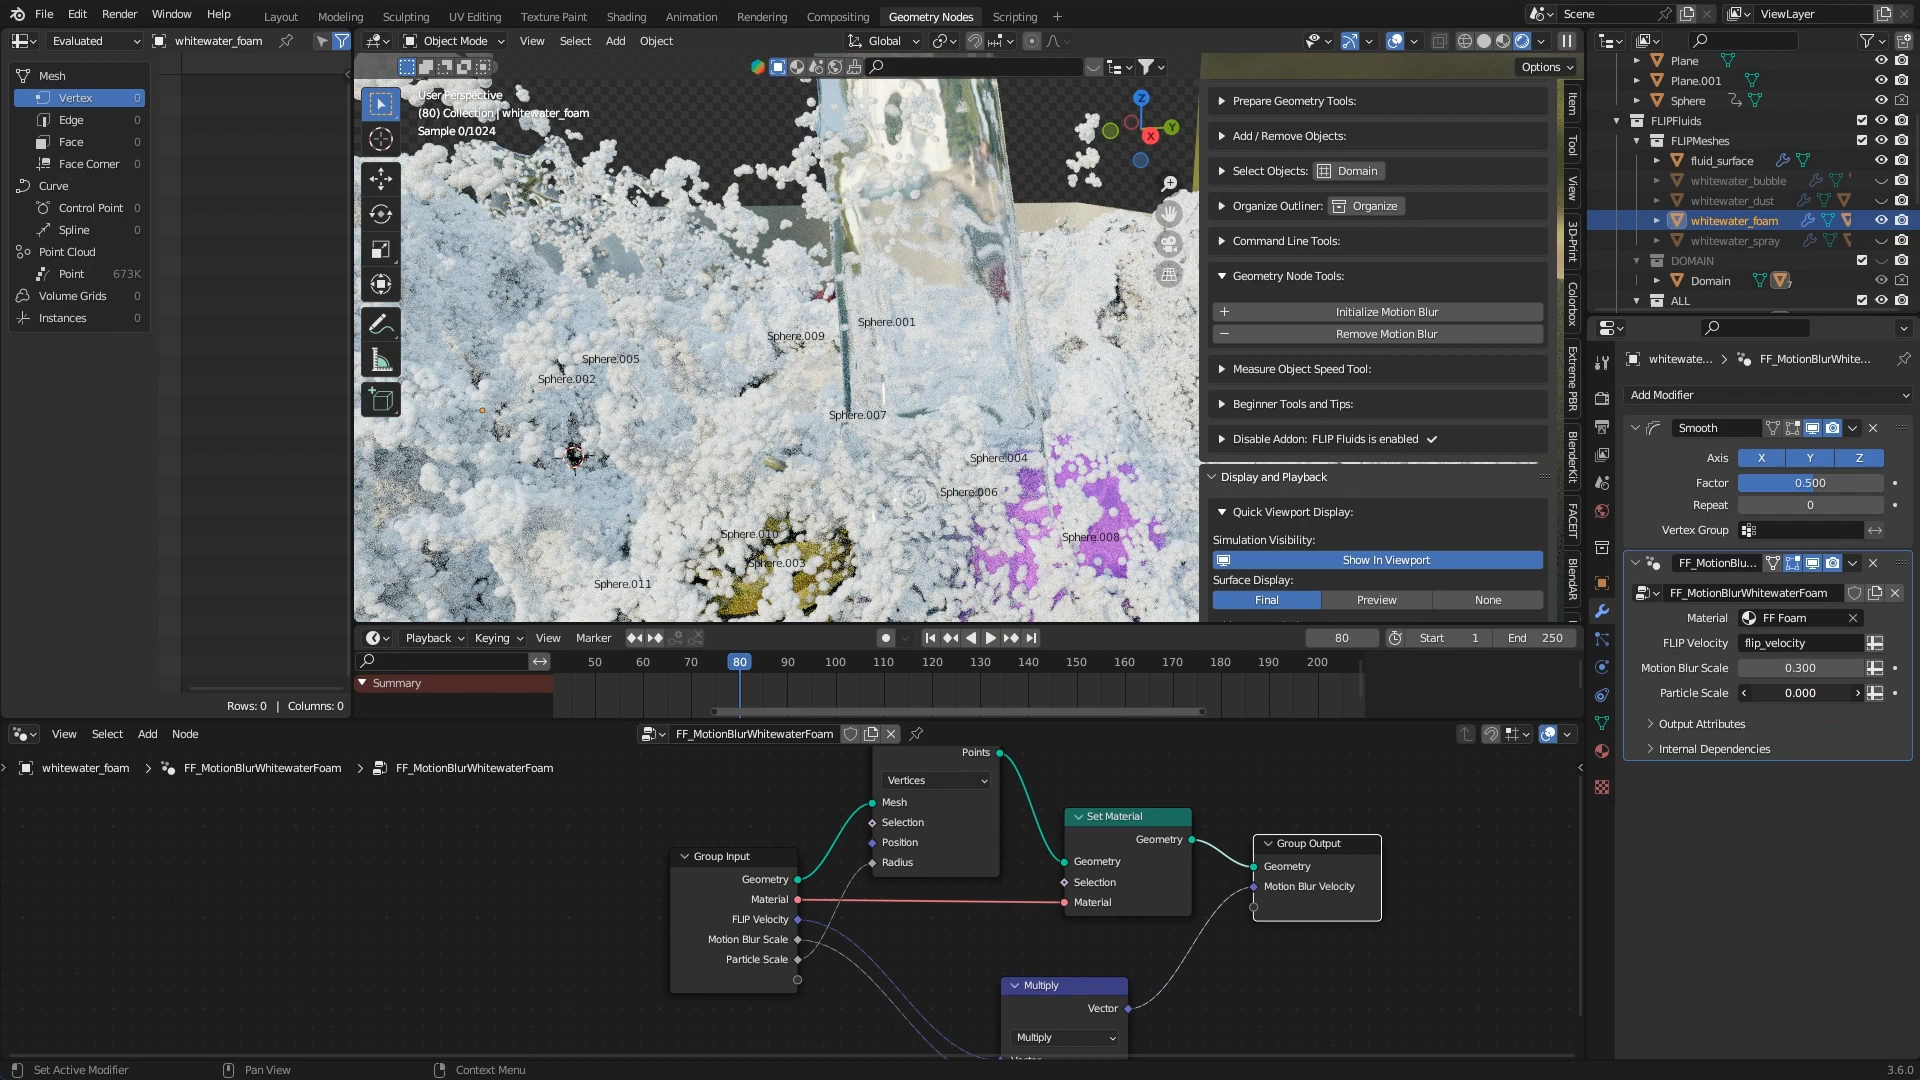 File Edit Render Window Help Layout Modeling Sculpting UV Editing Texture Paint Shading Animation Rendering Compositing Geometry Nodes Scripting + Scene ViewLayer
Evaluated whitewater_foam Object Mode View Select Add Object Global
Mesh
Vertex 0
Edge 0
Face 0
Face Corner 0
Curve
Control Point 0
Spline 0
Point Cloud
Point 673K
Volume Grids 0
Instances 0
Rows: 0 | Columns: 0
Options
User Perspective
(80) Collection | whitewater_foam
Sample 0/1024
Z
Y
X
Sphere.001
Sphere.009
Sphere.005
Sphere.002
Sphere.007
Sphere.004
Sphere.006
Sphere.010
Sphere.008
Sphere.003
Sphere.011
Prepare Geometry Tools:
Add / Remove Objects:
Select Objects: Domain
Organize Outliner: Organize
Command Line Tools:
Geometry Node Tools:
Initialize Motion Blur
Remove Motion Blur
Measure Object Speed Tool:
Beginner Tools and Tips:
Disable Addon: FLIP Fluids is enabled
Display and Playback
Quick Viewport Display:
Simulation Visibility:
Show In Viewport
Surface Display:
Final Preview None
Item
Tool
View
3D-Print
Colorbox
Extreme PBR
BlenderKit
FACEIT
BlendAR
Plane
Plane.001
Sphere
FLIPFluids
FLIPMeshes
fluid_surface
whitewater_bubble
whitewater_dust
whitewater_foam
whitewater_spray
DOMAIN
Domain 7
ALL
whitewate... FF_MotionBlurWhite...
Add Modifier
Smooth
Axis X Y Z
Factor 0.500
Repeat 0
Vertex Group
FF_MotionBlu...
FF_MotionBlurWhitewaterFoam
Material FF Foam
FLIP Velocity flip_velocity
Motion Blur Scale 0.300
Particle Scale 0.000
Output Attributes
Internal Dependencies
Playback Keying View Marker 80 Start 1 End 250
50 60 70 80 90 100 110 120 130 140 150 160 170 180 190 200
Summary
View Select Add Node FF_MotionBlurWhitewaterFoam
whitewater_foam FF_MotionBlurWhitewaterFoam FF_MotionBlurWhitewaterFoam
Points
Vertices
Mesh
Selection
Position
Radius
Group Input
Geometry
Material
FLIP Velocity
Motion Blur Scale
Particle Scale
Set Material
Geometry
Geometry
Selection
Material
Group Output
Geometry
Motion Blur Velocity
Multiply
Vector
Multiply
Set Active Modifier Pan View Context Menu 3.6.0